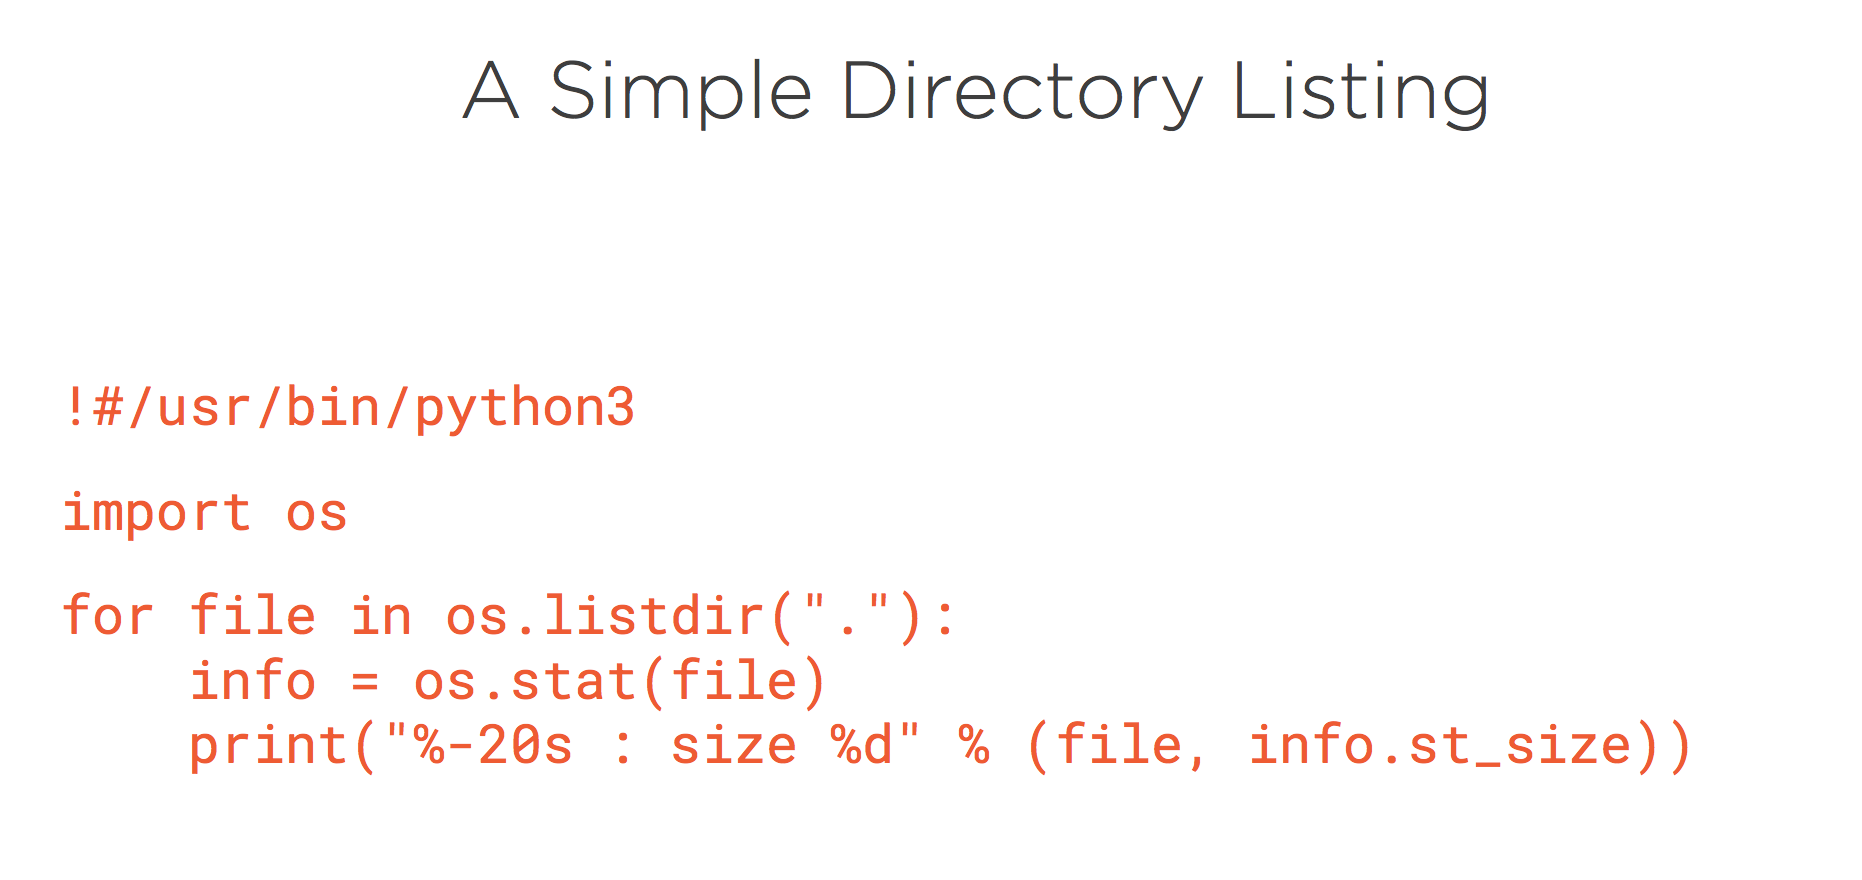 A Simple Directory Listing
!#/usr/bin/python3
import os
for file in os.listdir("."):
    info = os.stat(file)
    print("%-20s : size %d" % (file, info.st_size))